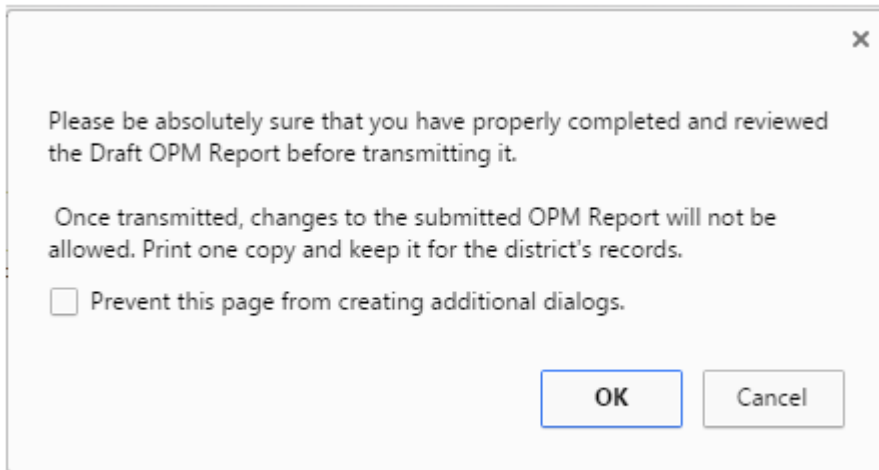 Please be absolutely sure that you have properly completed and reviewed
the Draft OPM Report before transmitting it.
Once transmitted, changes to the submitted OPM Report will not be
allowed. Print one copy and keep it for the district's records.
Prevent this page from creating additional dialogs.
OK Cancel